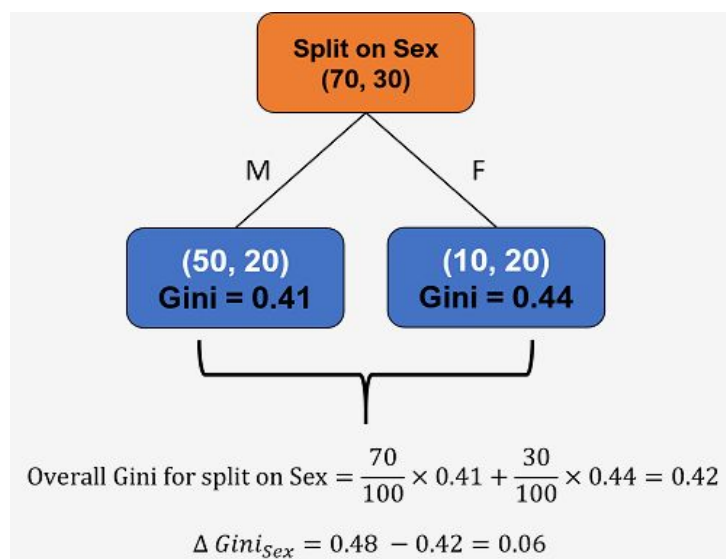 Split on Sex
(70, 30)
M
F
(50, 20)
Gini = 0.41
(10, 20)
Gini = 0.44
Overall Gini for split on Sex = 70/100 × 0.41 + 30/100 × 0.44 = 0.42
Δ Gini_Sex = 0.48 − 0.42 = 0.06